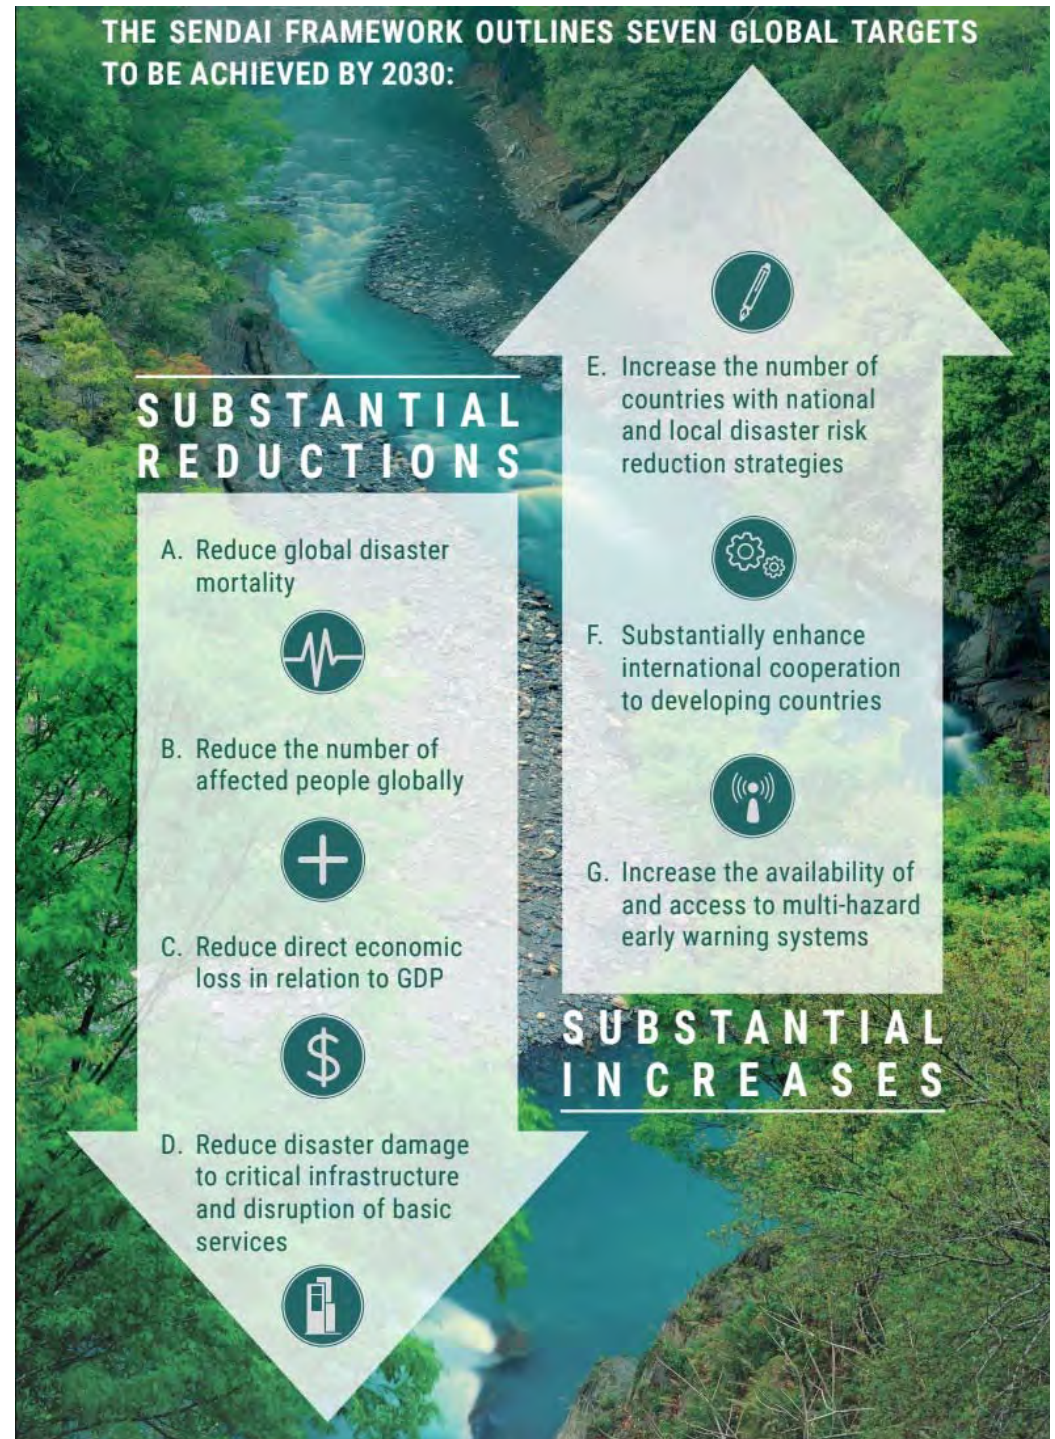 THE SENDAI FRAMEWORK OUTLINES SEVEN GLOBAL TARGETS
TO BE ACHIEVED BY 2030:
SUBSTANTIAL
REDUCTIONS
A. Reduce global disaster
mortality
B. Reduce the number of
affected people globally
C. Reduce direct economic
loss in relation to GDP
$
D. Reduce disaster damage
to critical infrastructure
and disruption of basic
services
E. Increase the number of
countries with national
and local disaster risk
reduction strategies
F. Substantially enhance
international cooperation
to developing countries
G. Increase the availability of
and access to multi-hazard
early warning systems
SUBSTANTIAL
INCREASES